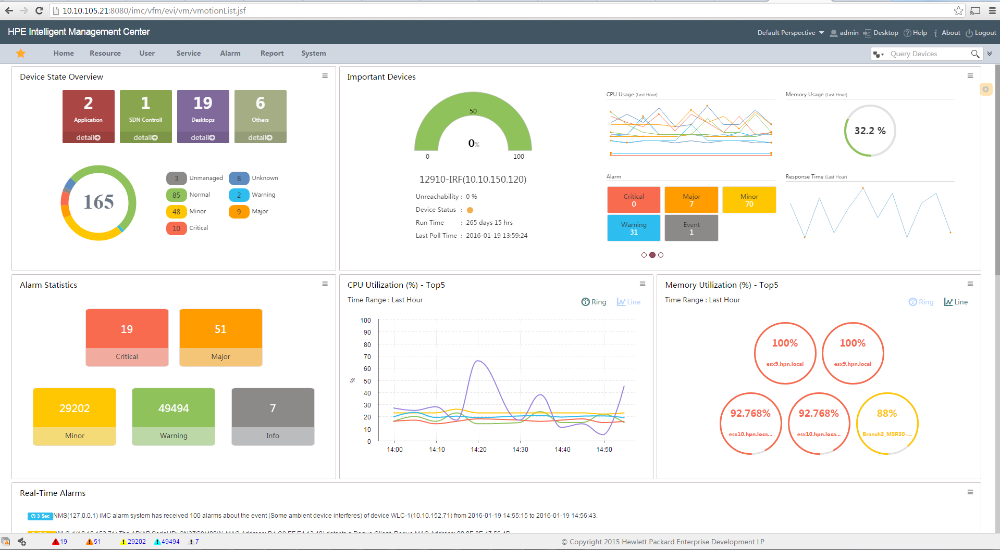 10.10.105.21:8080/imc/vfm/evi/vm/vmotionList.jsf
HPE Intelligent Management Center
Default Perspective admin Desktop Help About Logout
Home Resource User Service Alarm Report System
Query Devices
Device State Overview
2
Application
detail
1
SDN Controll
detail
19
Desktops
detail
6
Others
detail
165
3 Unmanaged
8 Unknown
85 Normal
2 Warning
48 Minor
9 Major
10 Critical
Important Devices
50
0%
0
100
12910-IRF(10.10.150.120)
Unreachability : 0 %
Device Status :
Run Time : 265 days 15 hrs
Last Poll Time : 2016-01-19 13:59:24
CPU Usage (Last Hour)
Memory Usage (Last Hour)
32.2 %
Alarm
Critical
0
Major
7
Minor
70
Warning
31
Event
1
Response Time (Last Hour)
Alarm Statistics
19
Critical
51
Major
29202
Minor
49494
Warning
7
Info
CPU Utilization (%) - Top5
Time Range : Last Hour
Ring Line
100
90
80
70
60
50
40
30
20
10
0
%
14:00 14:10 14:20 14:30 14:40 14:50
Memory Utilization (%) - Top5
Time Range : Last Hour
Ring Line
100%
esx9.hpn.local
100%
esx9.hpn.local
92.768%
esx10.hpn.loca...
92.768%
esx10.hpn.loca...
88%
Branch3_MSR30-...
Real-Time Alarms
3 Sec NMS(127.0.0.1) iMC alarm system has received 100 alarms about the event (Some ambient device interferes) of device WLC-1(10.10.152.71) from 2016-01-19 14:55:15 to 2016-01-19 14:56:43.
19 51 29202 49494 7
© Copyright 2015 Hewlett Packard Enterprise Development LP